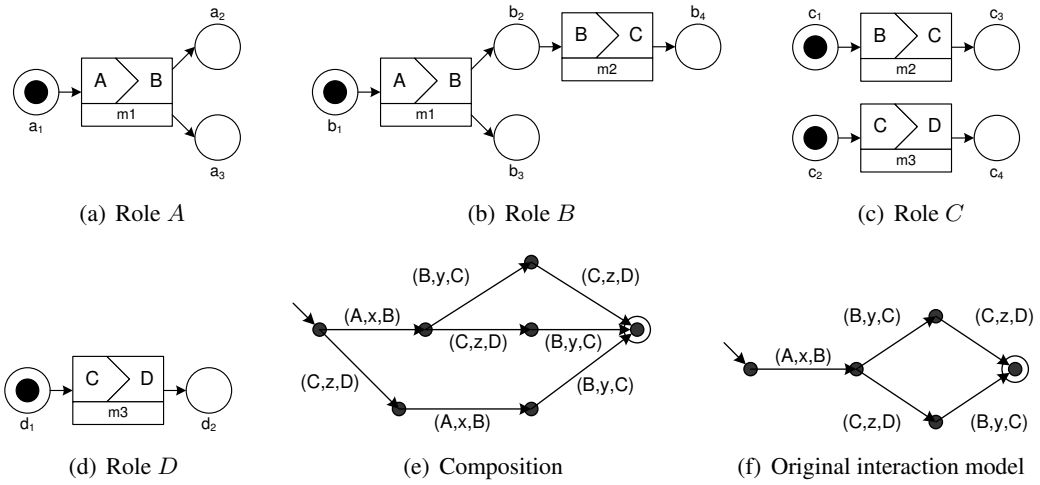 a₂
A B
m1
a₁
a₃
(a) Role A
b₂
b₄
B C
m2
A B
m1
b₁
b₃
(b) Role B
c₁
c₃
B C
m2
C D
m3
c₂
c₄
(c) Role C
C D
m3
d₁
d₂
(d) Role D
(B,y,C)
(C,z,D)
(A,x,B)
(C,z,D)
(B,y,C)
(C,z,D)
(B,y,C)
(A,x,B)
(e) Composition
(B,y,C)
(C,z,D)
(A,x,B)
(C,z,D)
(B,y,C)
(f) Original interaction model